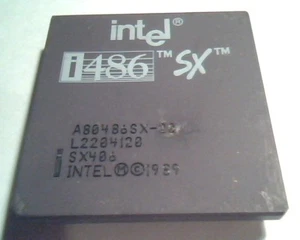 intel®
i486™ SX™
A80486SX-
L2204120
SX406
i INTEL Ⓜ©1989